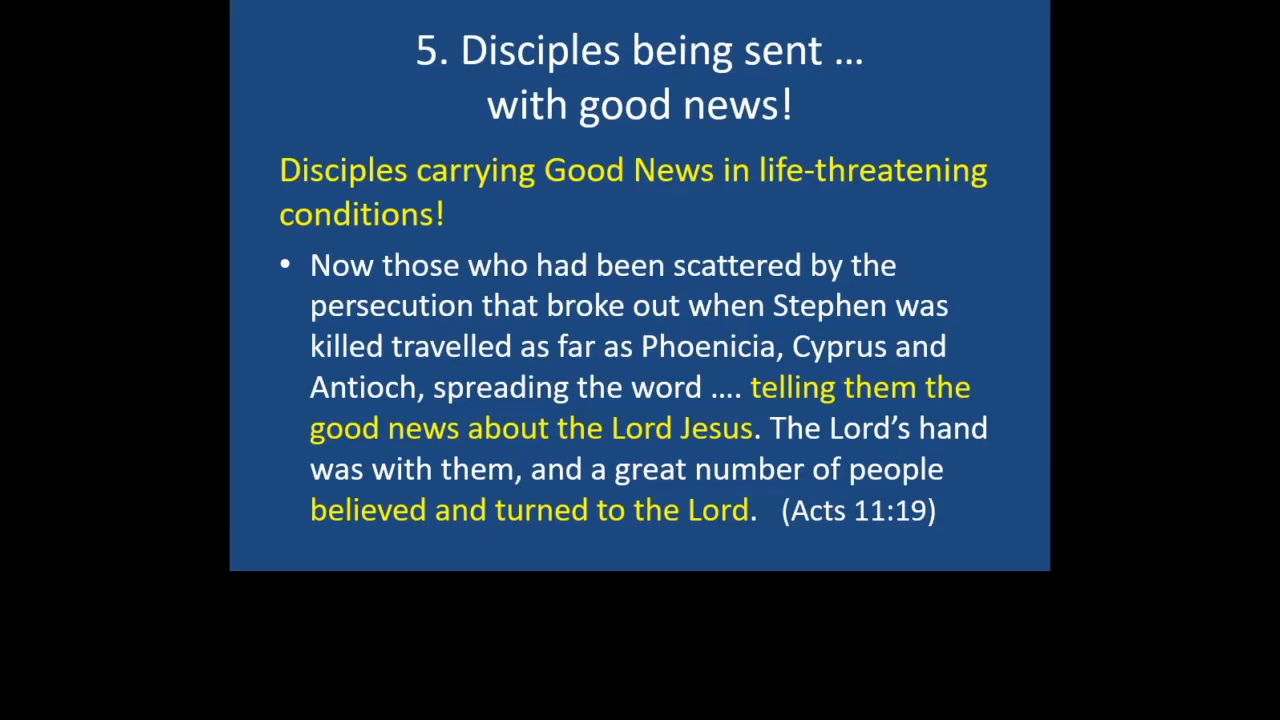 5. Disciples being sent ...
with good news!
Disciples carrying Good News in life-threatening
conditions!
• Now those who had been scattered by the
persecution that broke out when Stephen was
killed travelled as far as Phoenicia, Cyprus and
Antioch, spreading the word .... telling them the
good news about the Lord Jesus. The Lord’s hand
was with them, and a great number of people
believed and turned to the Lord. (Acts 11:19)